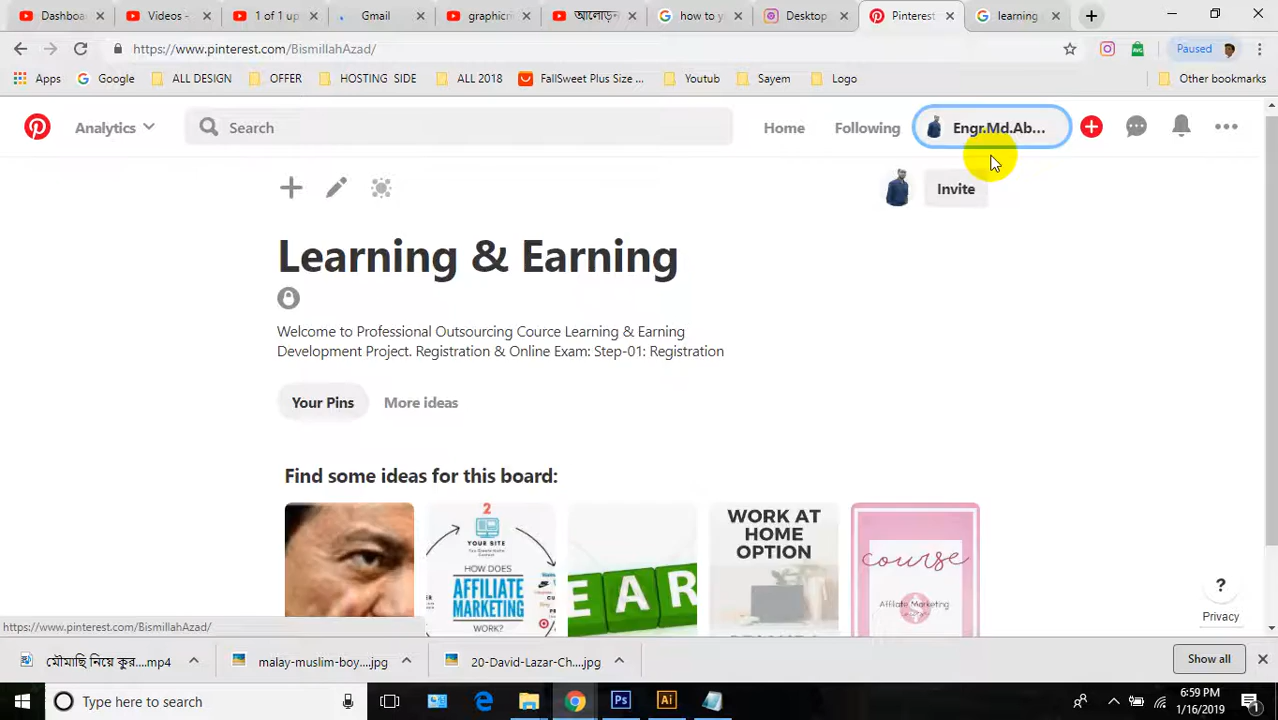 Dashboa
Videos -
1 of 1 up
Gmail
graphicm
আলোড়ন
how to y
Desktop
Pinterest
learning
https://www.pinterest.com/BismillahAzad/
Paused
Apps
Google
ALL DESIGN
OFFER
HOSTING SIDE
ALL 2018
FallSweet Plus Size ...
Youtub
Sayem
Logo
Other bookmarks
Analytics
Search
Home
Following
Engr.Md.Ab...
Invite
Learning & Earning
Welcome to Professional Outsourcing Cource Learning & Earning
Development Project. Registration & Online Exam: Step-01: Registration
Your Pins
More ideas
Find some ideas for this board:
2
YOUR SITE
HOW DOES
AFFILIATE
MARKETING
WORK?
EAR
WORK AT
HOME
OPTION
course
Affiliate Marketing
?
Privacy
https://www.pinterest.com/BismillahAzad/
মৌমাছি নিয়ে কুর....mp4
malay-muslim-boy....jpg
20-David-Lazar-Ch....jpg
Show all
Type here to search
Ps
Ai
6:59 PM
1/16/2019
1